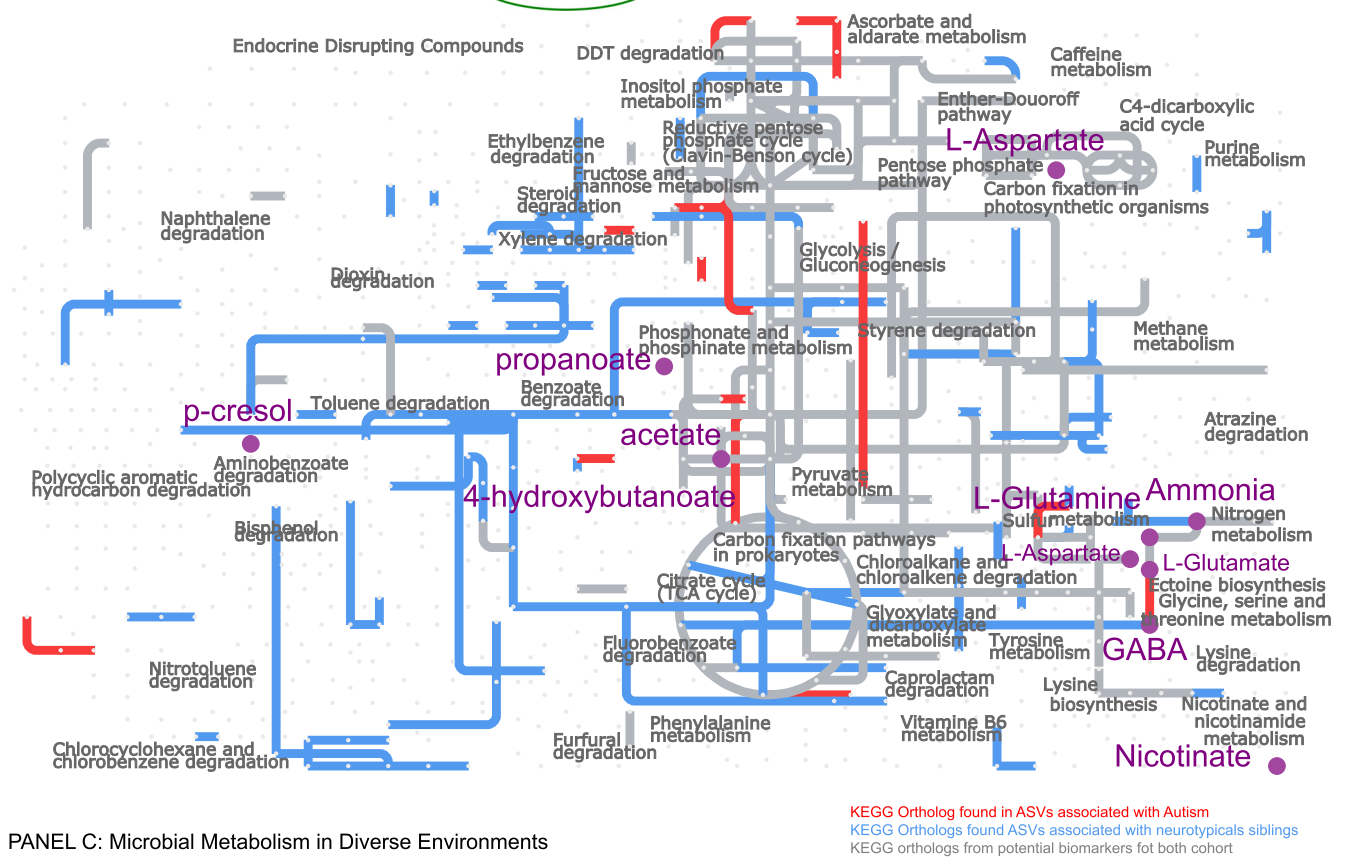 Ascorbate and
aldarate metabolism
Endocrine Disrupting Compounds
DDT degradation
Caffeine
metabolism
Inositol phosphate
metabolism
Enther-Douoroff
pathway
C4-dicarboxylic
acid cycle
Reductive pentose
phosphate cycle
(Clavin-Benson cycle)
L-Aspartate
Ethylbenzene
degradation
Purine
metabolism
Pentose phosphate
pathway
Fructose and
mannose metabolism
Carbon fixation in
photosynthetic organisms
Steroid
degradation
Naphthalene
degradation
Xylene degradation
Glycolysis /
Gluconeogenesis
Dioxin
degradation
Phosphonate and
phosphinate metabolism
Styrene degradation
Methane
metabolism
propanoate
Benzoate
degradation
p-cresol
Toluene degradation
Atrazine
degradation
acetate
Aminobenzoate
degradation
Polycyclic aromatic
hydrocarbon degradation
Pyruvate
metabolism
4-hydroxybutanoate
L-Glutamine
Ammonia
Sulfur metabolism
Nitrogen
metabolism
Bisphenol
degradation
Carbon fixation pathways
in prokaryotes
L-Aspartate
L-Glutamate
Chloroalkane and
chloroalkene degradation
Citrate cycle
(TCA cycle)
Ectoine biosynthesis
Glycine, serine and
threonine metabolism
Glyoxylate and
dicarboxylate
metabolism
Fluorobenzoate
degradation
Tyrosine
metabolism
GABA
Lysine
degradation
Nitrotoluene
degradation
Caprolactam
degradation
Lysine
biosynthesis
Nicotinate and
nicotinamide
metabolism
Phenylalanine
metabolism
Vitamine B6
metabolism
Furfural
degradation
Chlorocyclohexane and
chlorobenzene degradation
Nicotinate
KEGG Ortholog found in ASVs associated with Autism
KEGG Orthologs found ASVs associated with neurotypicals siblings
KEGG orthologs from potential biomarkers fot both cohort
PANEL C: Microbial Metabolism in Diverse Environments